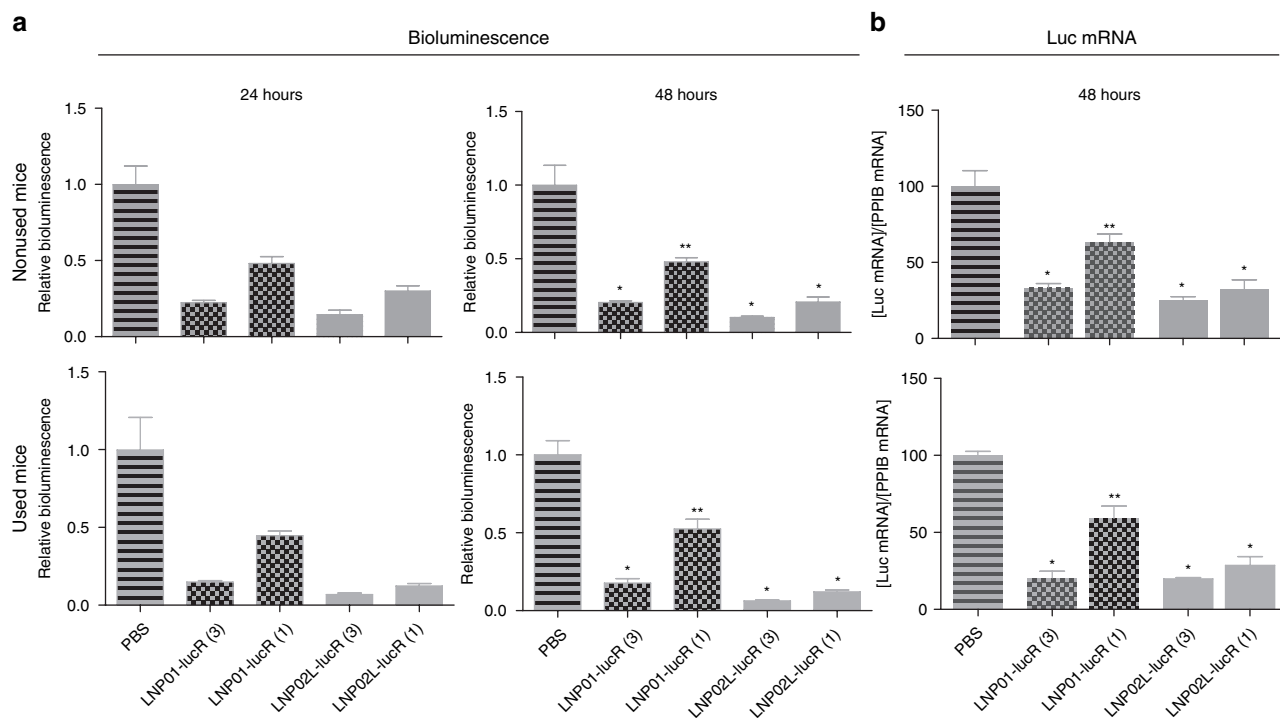 a
Bioluminescence
b
Luc mRNA
24 hours
48 hours
48 hours
Nonused mice
Relative bioluminescence
1.5
1.0
0.5
0.0
Relative bioluminescence
1.5
1.0
0.5
0.0
*
**
*
*
[Luc mRNA]/[PPIB mRNA]
150
100
50
0
*
**
*
*
Used mice
Relative bioluminescence
1.5
1.0
0.5
0.0
PBS
LNP01-lucR (3)
LNP01-lucR (1)
LNP02L-lucR (3)
LNP02L-lucR (1)
Relative bioluminescence
1.5
1.0
0.5
0.0
*
**
*
*
PBS
LNP01-lucR (3)
LNP01-lucR (1)
LNP02L-lucR (3)
LNP02L-lucR (1)
[Luc mRNA]/[PPIB mRNA]
150
100
50
0
*
**
*
*
PBS
LNP01-lucR (3)
LNP01-lucR (1)
LNP02L-lucR (3)
LNP02L-lucR (1)